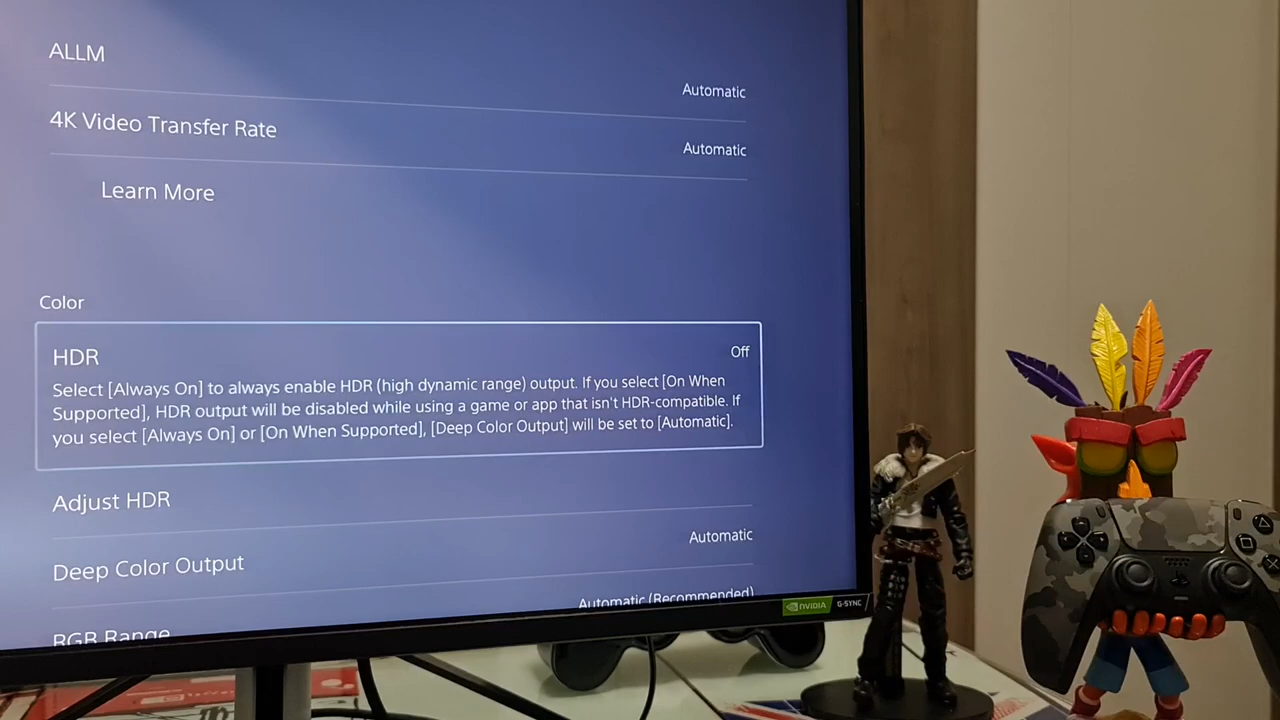 ALLM
Automatic
4K Video Transfer Rate
Automatic
Learn More
Color
HDR
Off
Select [Always On] to always enable HDR (high dynamic range) output. If you select [On When
Supported], HDR output will be disabled while using a game or app that isn't HDR-compatible. If
you select [Always On] or [On When Supported], [Deep Color Output] will be set to [Automatic].
Adjust HDR
Deep Color Output
Automatic
RGB Range
Automatic (Recommended)
NVIDIA G-SYNC